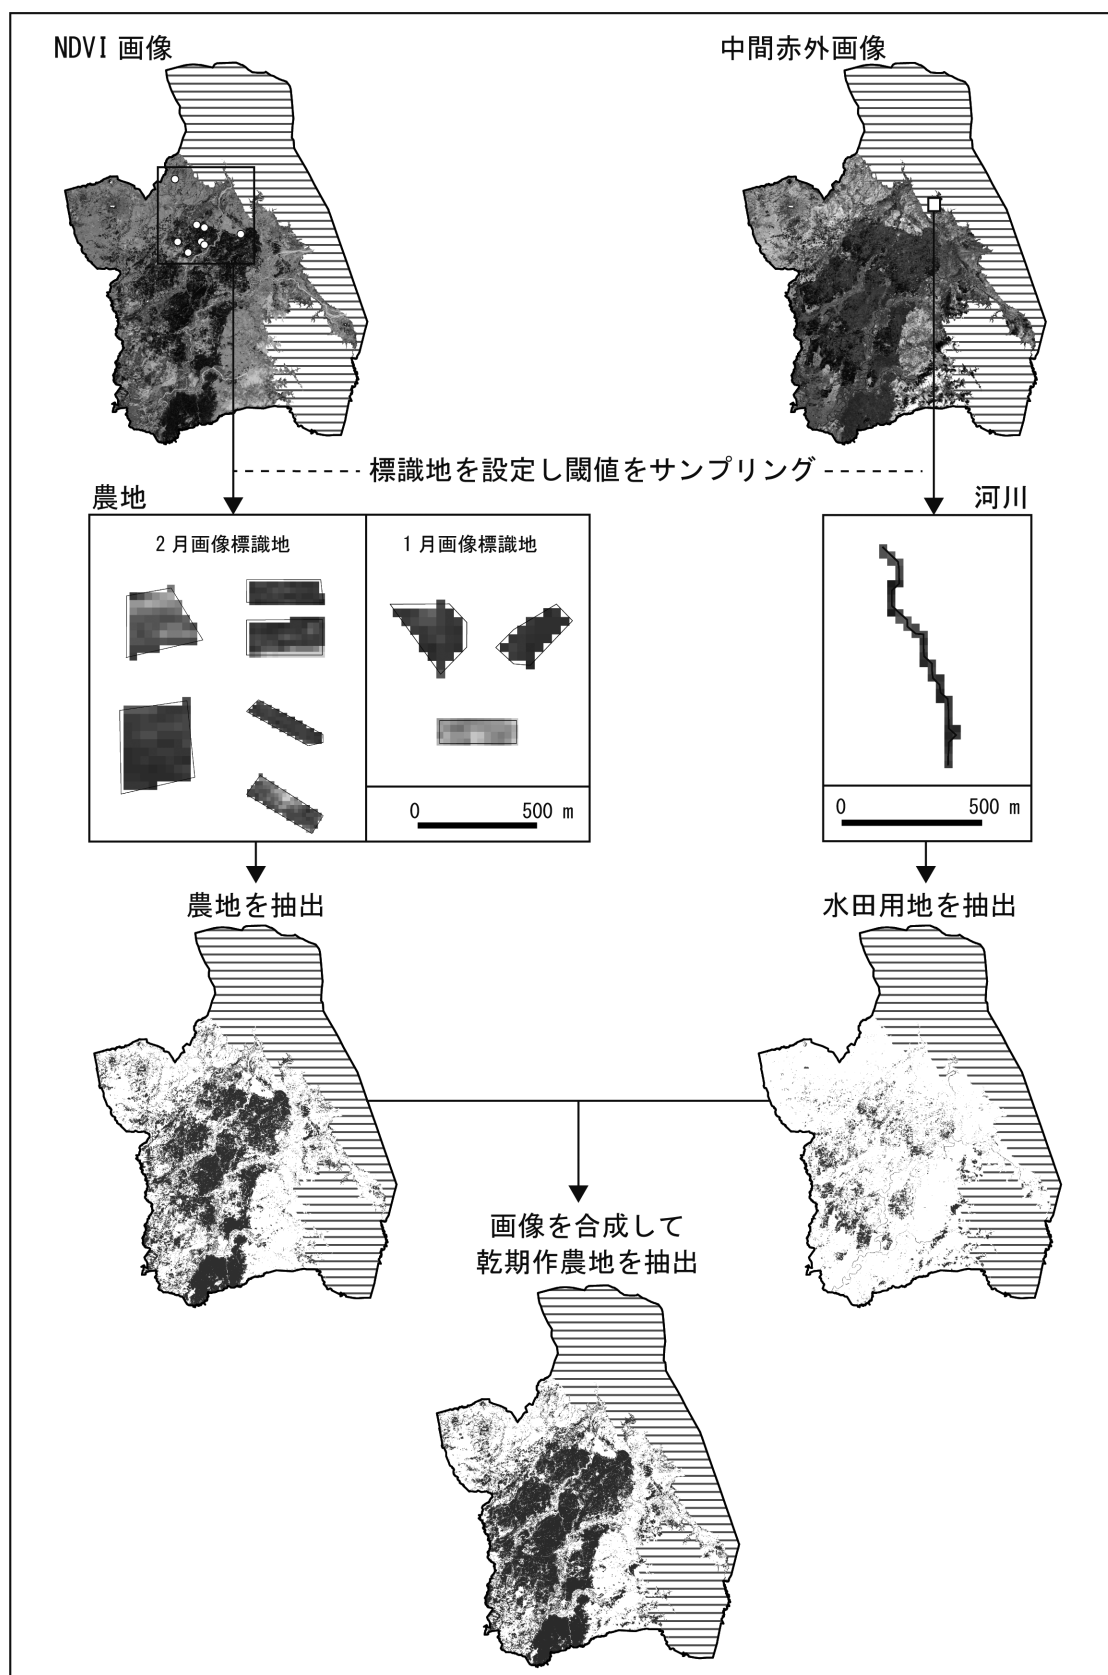 NDVI 画像
中間赤外画像
標識地を設定し閾値をサンプリング
農地
河川
2 月画像標識地
1 月画像標識地
0 500 m
0 500 m
農地を抽出
水田用地を抽出
画像を合成して
乾期作農地を抽出